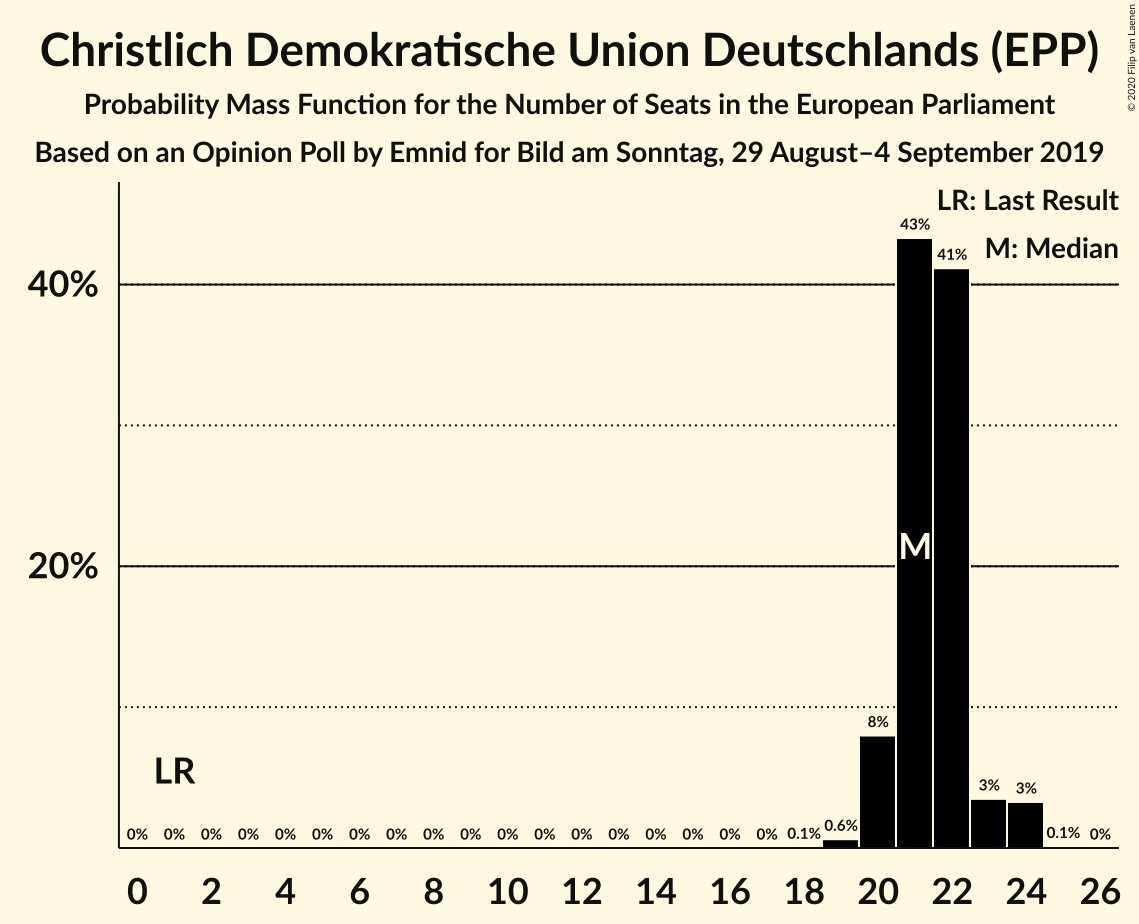 Christlich Demokratische Union Deutschlands (EPP)
Probability Mass Function for the Number of Seats in the European Parliament
Based on an Opinion Poll by Emnid for Bild am Sonntag, 29 August–4 September 2019
© 2020 Filip van Laenen
LR: Last Result
M: Median
43%
41%
40%
M
20%
8%
LR
3% 3%
0% 0% 0% 0% 0% 0% 0% 0% 0% 0% 0% 0% 0% 0% 0% 0% 0% 0% 0.1% 0.6% 0.1% 0%
0 2 4 6 8 10 12 14 16 18 20 22 24 26